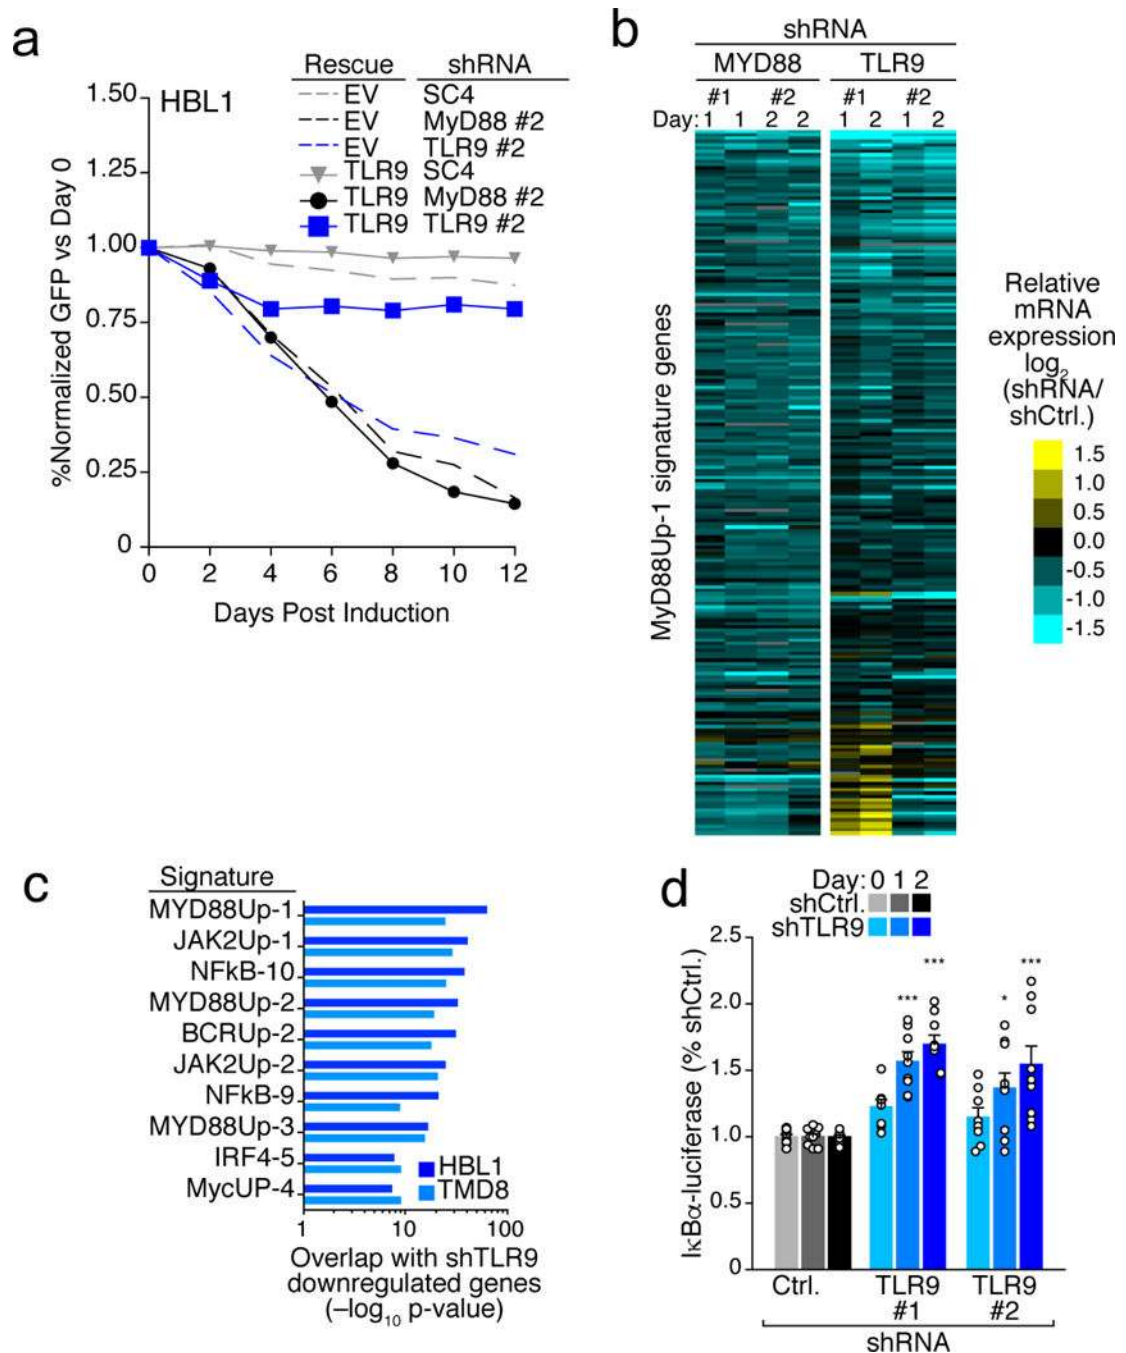 a
HBL1
Rescue shRNA
EV SC4
EV MyD88 #2
EV TLR9 #2
TLR9 SC4
TLR9 MyD88 #2
TLR9 TLR9 #2
%Normalized GFP vs Day 0
1.50
1.25
1.00
0.75
0.50
0.25
0
0 2 4 6 8 10 12
Days Post Induction
b
shRNA
MYD88 TLR9
#1 #2 #1 #2
Day: 1 1 2 2 1 2 1 2
MyD88Up-1 signature genes
Relative
mRNA
expression
log2
(shRNA/
shCtrl.)
1.5
1.0
0.5
0.0
-0.5
-1.0
-1.5
c
Signature
MYD88Up-1
JAK2Up-1
NFkB-10
MYD88Up-2
BCRUp-2
JAK2Up-2
NFkB-9
MYD88Up-3
IRF4-5
MycUP-4
HBL1
TMD8
1 10 100
Overlap with shTLR9
downregulated genes
(–log10 p-value)
d
Day: 0 1 2
shCtrl.
shTLR9
IκBα-luciferase (% shCtrl.)
2.5
2.0
1.5
1.0
0.5
0
*** *** * ***
Ctrl. TLR9 TLR9
#1 #2
shRNA